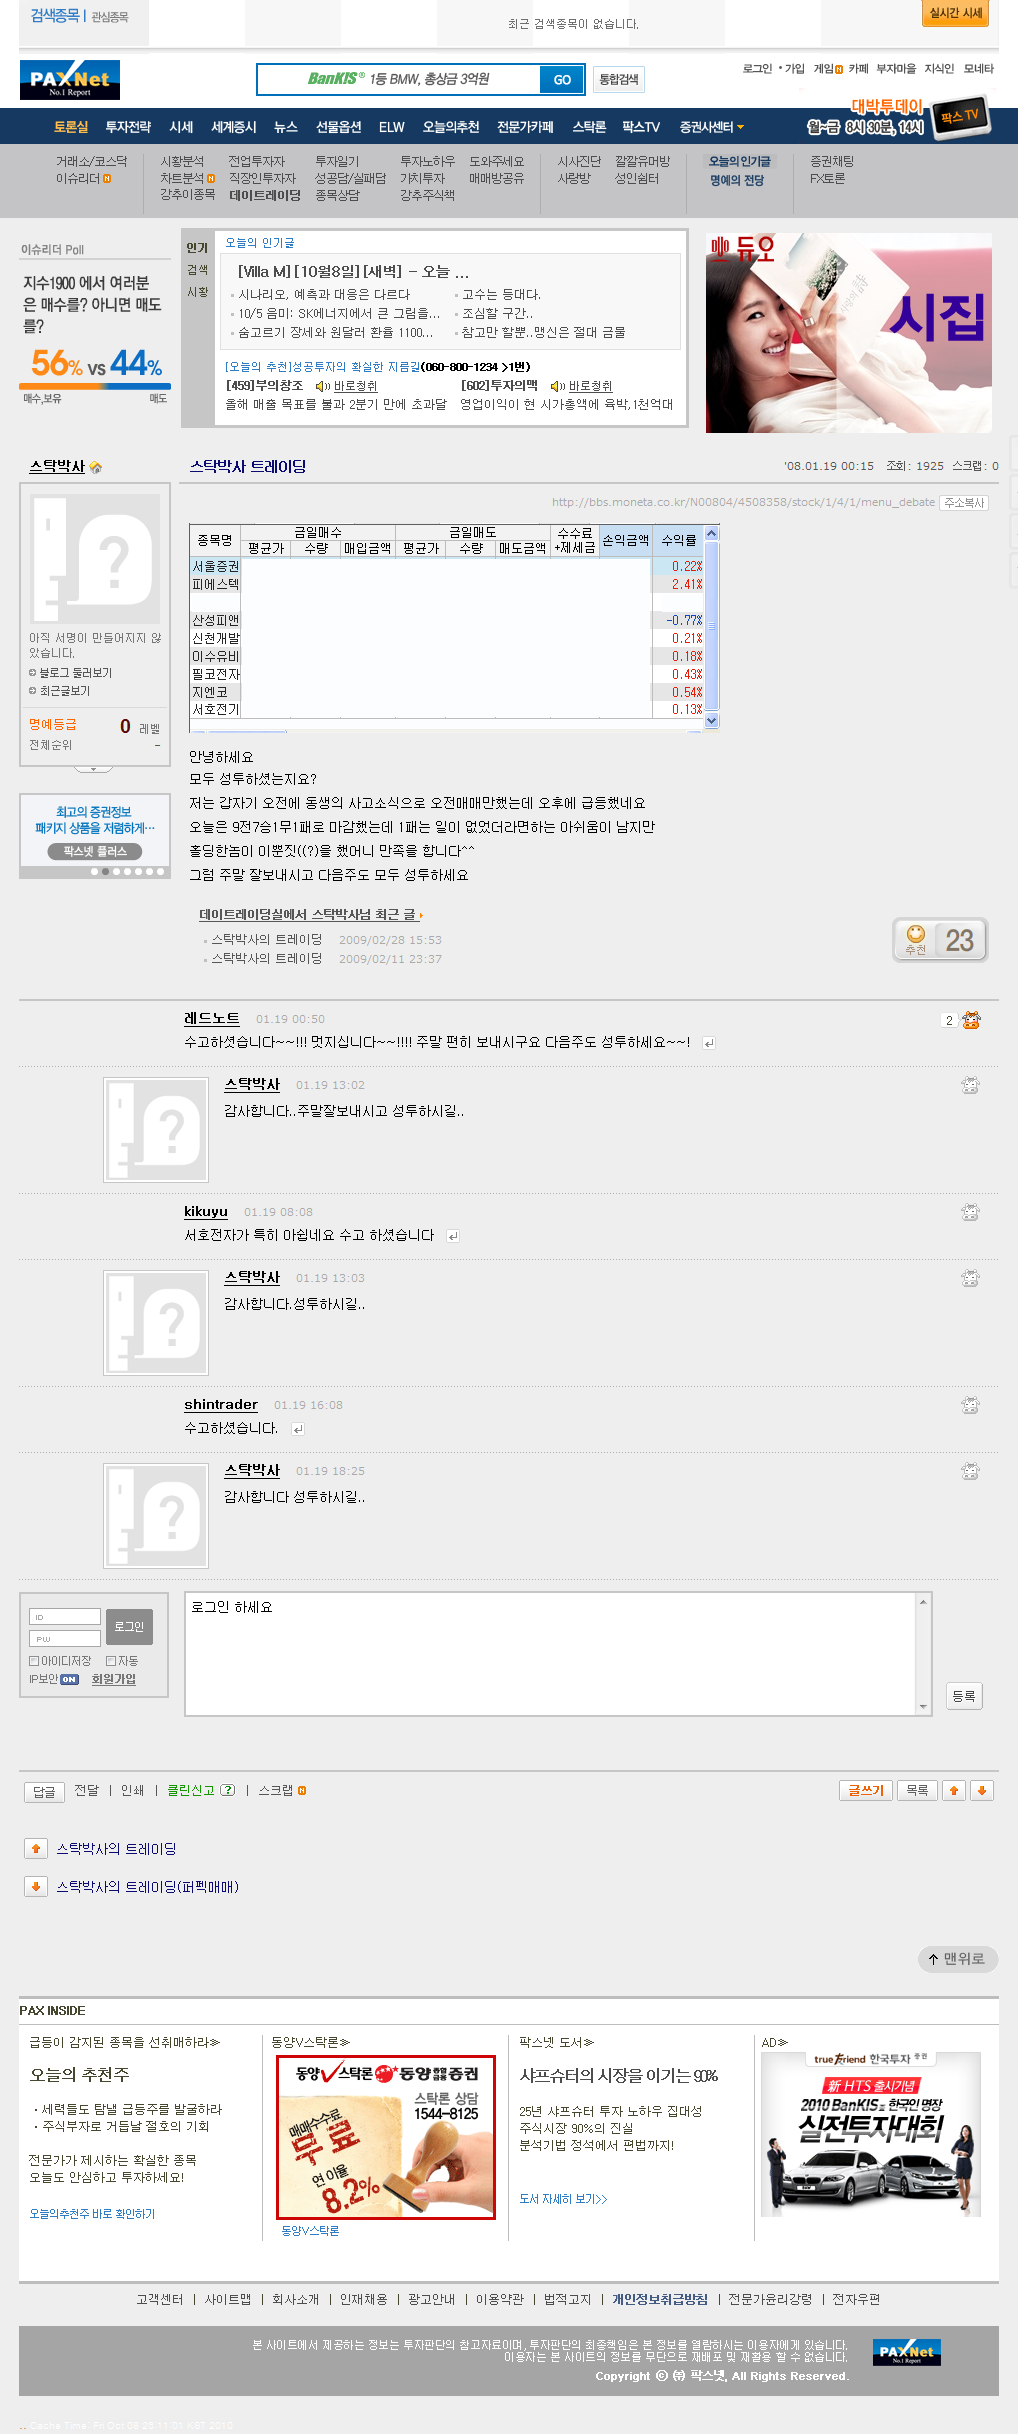 검색종목 | 관심종목
최근 검색종목이 없습니다.
실시간 시세
PAXNet
No.1 Report
BanKIS® 1등 BMW, 총상금 3억원 GO 통합검색
로그인 • 가입 게임 N 카페 부자마을 지식인 모네타
대박투데이
월~금 8시 30분, 14시
팍스 TV
토론실 투자전략 시세 세계증시 뉴스 선물옵션 ELW 오늘의추천 전문가카페 스탁론 팍스TV 증권사센터
거래소/코스닥 시황분석 전업투자자 투자일기 투자노하우 도와주세요 시사진단 깔깔유머방 오늘의 인기글 증권채팅
이슈리더 N 차트분석 N 직장인투자자 성공담/실패담 가치투자 매매방공유 사랑방 성인쉼터 명예의 전당 FX토론
강추이종목 데이트레이딩 종목상담 강추주식책
이슈리더 Poll
지수1900 에서 여러분
은 매수를? 아니면 매도
를?
56% vs 44%
매수,보유 매도
인기
검색
시황
오늘의 인기글
[Villa M][10월8일][새벽] - 오늘 ...
시나리오, 예측과 대응은 다르다 고수는 등대다.
10/5 음미: SK에너지에서 큰 그림을... 조심할 구간..
숨고르기 장세와 원달러 환율 1100... 참고만 할뿐..맹신은 절대 금물
[오늘의 추천]성공투자의 확실한 지름길(060-800-1234 >1번)
[459]부의창조 바로청취 [602]투자의맥 바로청취
올해 매출 목표를 불과 2분기 만에 초과달 영업이익이 현 시가총액에 육박,1천억대
듀오
시집
스탁박사
스탁박사 트레이딩
'08.01.19 00:15 조회: 1925 스크랩: 0
http://bbs.moneta.co.kr/N00804/4508358/stock/1/4/1/menu_debate 주소복사
아직 서명이 만들어지지 않
았습니다.
블로그 둘러보기
최근글보기
명예등급 0 레벨
전체순위 -
최고의 증권정보
패키지 상품을 저렴하게...
팍스넷 플러스
종목명 금일매수 금일매도 수수료 +제세금 손익금액 수익률
평균가 수량 매입금액 평균가 수량 매도금액
서울증권 0.22%
피에스텍 2.41%
산성피앤 -0.77%
신천개발 0.21%
이수유비 0.18%
필코전자 0.43%
지엔코 0.54%
서호전기 0.13%
안녕하세요
모두 성투하셨는지요?
저는 갑자기 오전에 동생의 사고소식으로 오전매매만했는데 오후에 급등했네요
오늘은 9전7승1무1패로 마감했는데 1패는 일이 없었더라면하는 아쉬움이 남지만
홀딩한놈이 이뿐짓((?)을 했어니 만족을 합니다^^
그럼 주말 잘보내시고 다음주도 모두 성투하세요
데이트레이딩실에서 스탁박사님 최근 글
스탁박사의 트레이딩 2009/02/28 15:53
스탁박사의 트레이딩 2009/02/11 23:37
추천 23
레드노트 01.19 00:50 2
수고하셧습니다~~!!! 멋지십니다~~!!!! 주말 편히 보내시구요 다음주도 성투하세요~~!
스탁박사 01.19 13:02
감사합니다..주말잘보내시고 성투하시길..
kikuyu 01.19 08:08
서호전자가 특히 아쉽네요 수고 하셨습니다
스탁박사 01.19 13:03
감사합니다.성투하시길..
shintrader 01.19 16:08
수고하셨습니다.
스탁박사 01.19 18:25
감사합니다 성투하시길..
ID
PW
로그인
아이디저장 자동
IP보안 ON 회원가입
로그인 하세요
등록
답글 전달 | 인쇄 | 클린신고 ? | 스크랩 N
글쓰기 목록
스탁박사의 트레이딩
스탁박사의 트레이딩(퍼펙매매)
맨위로
PAX INSIDE
급등이 감지된 종목을 선취매하라≫
오늘의 추천주
· 세력들도 탐낼 급등주를 발굴하라
· 주식부자로 거듭날 절호의 기회
전문가가 제시하는 확실한 종목
오늘도 안심하고 투자하세요!
오늘의추천주 바로 확인하기
동양V스탁론≫
동양V스탁론 동양종합금융증권
스탁론 상담
1544-8125
매매수수료
무료
연 이율
8.2%
동양V스탁론
팍스넷 도서≫
샤프슈터의 시장을 이기는 90%
25년 샤프슈터 투자 노하우 집대성
주식시장 90%의 진실
분석기법 정석에서 편법까지!
도서 자세히 보기>>
AD≫
true friend 한국투자 증권
新 HTS 출시기념
2010 BanKIS와 한국인 명장
실전투자대회
고객센터 | 사이트맵 | 회사소개 | 인재채용 | 광고안내 | 이용약관 | 법적고지 | 개인정보취급방침 | 전문가윤리강령 | 전자우편
본 사이트에서 제공하는 정보는 투자판단의 참고자료이며, 투자판단의 최종책임은 본 정보를 열람하시는 이용자에게 있습니다.
이용자는 본 사이트의 정보를 무단으로 재배포 및 재활용 할 수 없습니다.
Copyright ⓒ ㈜ 팍스넷, All Rights Reserved.
PAXNet
No.1 Report
.. Cache Time: Fri Oct 08 23:11:01 KST 2010